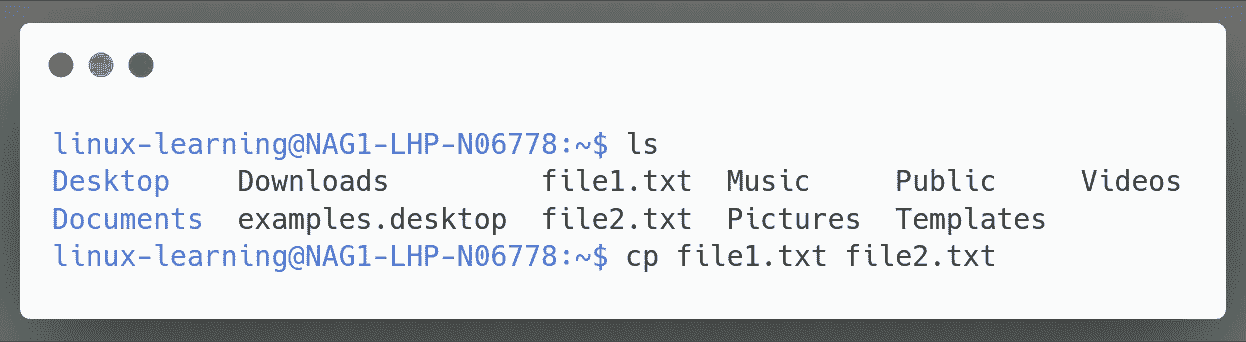 linux-learning@NAG1-LHP-N06778:~$ ls
Desktop    Downloads         file1.txt  Music     Public     Videos
Documents  examples.desktop  file2.txt  Pictures  Templates
linux-learning@NAG1-LHP-N06778:~$ cp file1.txt file2.txt